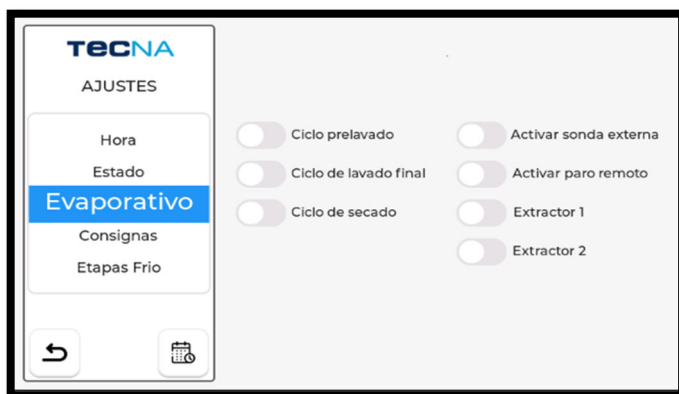 TECNA
AJUSTES
Hora
Estado
Evaporativo
Consignas
Etapas Frio
Ciclo prelavado
Ciclo de lavado final
Ciclo de secado
Activar sonda externa
Activar paro remoto
Extractor 1
Extractor 2